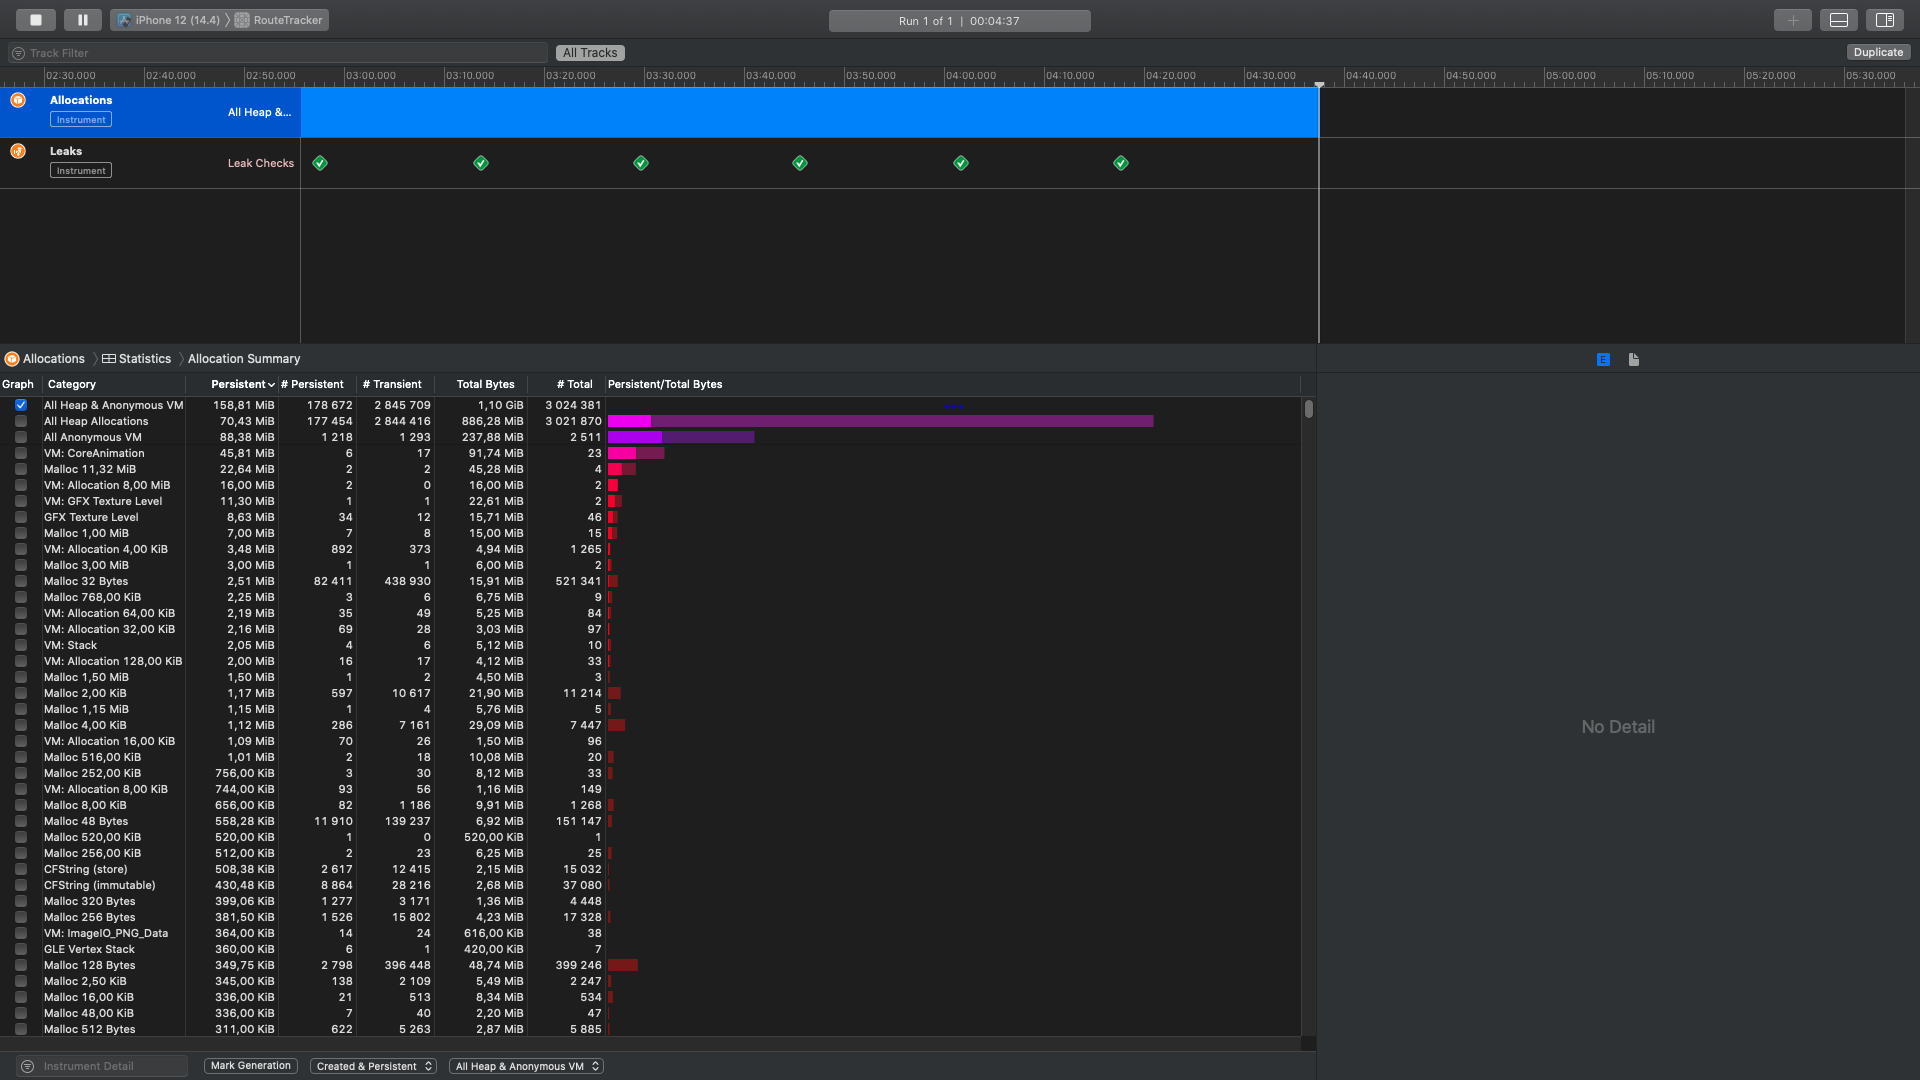 iPhone 12 (14.4) 〉 RouteTracker
Run 1 of 1 | 00:04:37
Track Filter
All Tracks
Duplicate
02:30.000 02:40.000 02:50.000 03:00.000 03:10.000 03:20.000 03:30.000 03:40.000 03:50.000 04:00.000 04:10.000 04:20.000 04:30.000 04:40.000 04:50.000 05:00.000 05:10.000 05:20.000 05:30.000
Allocations
Instrument
All Heap &...
Leaks
Instrument
Leak Checks
Allocations 〉 Statistics 〉 Allocation Summary
Graph Category Persistent # Persistent # Transient Total Bytes # Total Persistent/Total Bytes
All Heap & Anonymous VM 158,81 MiB 178 672 2 845 709 1,10 GiB 3 024 381
All Heap Allocations 70,43 MiB 177 454 2 844 416 886,28 MiB 3 021 870
All Anonymous VM 88,38 MiB 1 218 1 293 237,88 MiB 2 511
VM: CoreAnimation 45,81 MiB 6 17 91,74 MiB 23
Malloc 11,32 MiB 22,64 MiB 2 2 45,28 MiB 4
VM: Allocation 8,00 MiB 16,00 MiB 2 0 16,00 MiB 2
VM: GFX Texture Level 11,30 MiB 1 1 22,61 MiB 2
GFX Texture Level 8,63 MiB 34 12 15,71 MiB 46
Malloc 1,00 MiB 7,00 MiB 7 8 15,00 MiB 15
VM: Allocation 4,00 KiB 3,48 MiB 892 373 4,94 MiB 1 265
Malloc 3,00 MiB 3,00 MiB 1 1 6,00 MiB 2
Malloc 32 Bytes 2,51 MiB 82 411 438 930 15,91 MiB 521 341
Malloc 768,00 KiB 2,25 MiB 3 6 6,75 MiB 9
VM: Allocation 64,00 KiB 2,19 MiB 35 49 5,25 MiB 84
VM: Allocation 32,00 KiB 2,16 MiB 69 28 3,03 MiB 97
VM: Stack 2,05 MiB 4 6 5,12 MiB 10
VM: Allocation 128,00 KiB 2,00 MiB 16 17 4,12 MiB 33
Malloc 1,50 MiB 1,50 MiB 1 2 4,50 MiB 3
Malloc 2,00 KiB 1,17 MiB 597 10 617 21,90 MiB 11 214
Malloc 1,15 MiB 1,15 MiB 1 4 5,76 MiB 5
Malloc 4,00 KiB 1,12 MiB 286 7 161 29,09 MiB 7 447
VM: Allocation 16,00 KiB 1,09 MiB 70 26 1,50 MiB 96
Malloc 516,00 KiB 1,01 MiB 2 18 10,08 MiB 20
Malloc 252,00 KiB 756,00 KiB 3 30 8,12 MiB 33
VM: Allocation 8,00 KiB 744,00 KiB 93 56 1,16 MiB 149
Malloc 8,00 KiB 656,00 KiB 82 1 186 9,91 MiB 1 268
Malloc 48 Bytes 558,28 KiB 11 910 139 237 6,92 MiB 151 147
Malloc 520,00 KiB 520,00 KiB 1 0 520,00 KiB 1
Malloc 256,00 KiB 512,00 KiB 2 23 6,25 MiB 25
CFString (store) 508,38 KiB 2 617 12 415 2,15 MiB 15 032
CFString (immutable) 430,48 KiB 8 864 28 216 2,68 MiB 37 080
Malloc 320 Bytes 399,06 KiB 1 277 3 171 1,36 MiB 4 448
Malloc 256 Bytes 381,50 KiB 1 526 15 802 4,23 MiB 17 328
VM: ImageIO_PNG_Data 364,00 KiB 14 24 616,00 KiB 38
GLE Vertex Stack 360,00 KiB 6 1 420,00 KiB 7
Malloc 128 Bytes 349,75 KiB 2 798 396 448 48,74 MiB 399 246
Malloc 2,50 KiB 345,00 KiB 138 2 109 5,49 MiB 2 247
Malloc 16,00 KiB 336,00 KiB 21 513 8,34 MiB 534
Malloc 48,00 KiB 336,00 KiB 7 40 2,20 MiB 47
Malloc 512 Bytes 311,00 KiB 622 5 263 2,87 MiB 5 885
E
No Detail
Instrument Detail
Mark Generation
Created & Persistent
All Heap & Anonymous VM